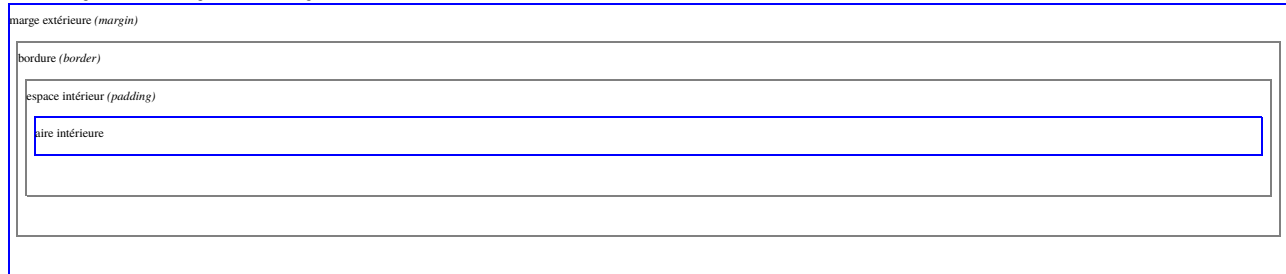 marge extérieure (margin)
bordure (border)
espace intérieur (padding)
aire intérieure